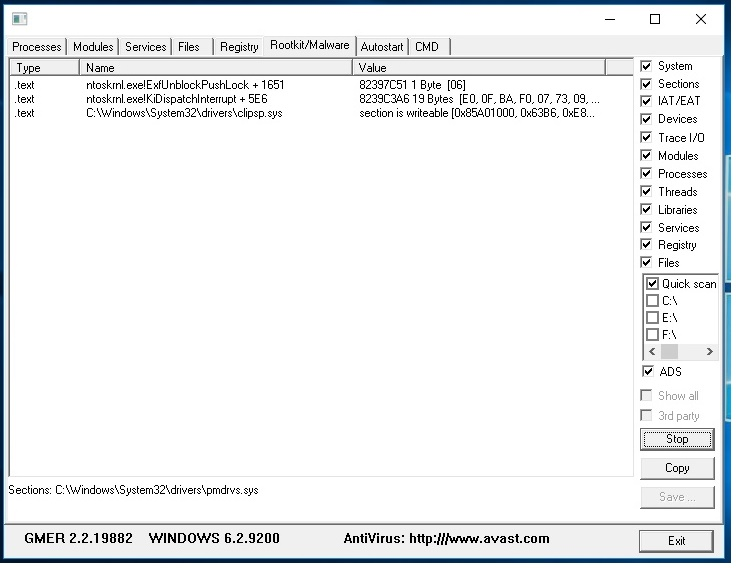 Processes Modules Services Files Registry Rootkit/Malware Autostart CMD
Type Name Value
.text ntoskrnl.exe!ExfUnblockPushLock + 1651 82397C51 1 Byte [06]
.text ntoskrnl.exe!KiDispatchInterrupt + 5E6 8239C3A6 19 Bytes [E0, 0F, BA, F0, 07, 73, 09, ...
.text C:\Windows\System32\drivers\clipsp.sys section is writeable [0x85A01000, 0x63B6, 0xE8...
System
Sections
IAT/EAT
Devices
Trace I/O
Modules
Processes
Threads
Libraries
Services
Registry
Files
Quick scan
C:\
E:\
F:\
ADS
Show all
3rd party
Stop
Copy
Save ...
Sections: C:\Windows\System32\drivers\pmdrvs.sys
GMER 2.2.19882 WINDOWS 6.2.9200 AntiVirus: http:///www.avast.com Exit